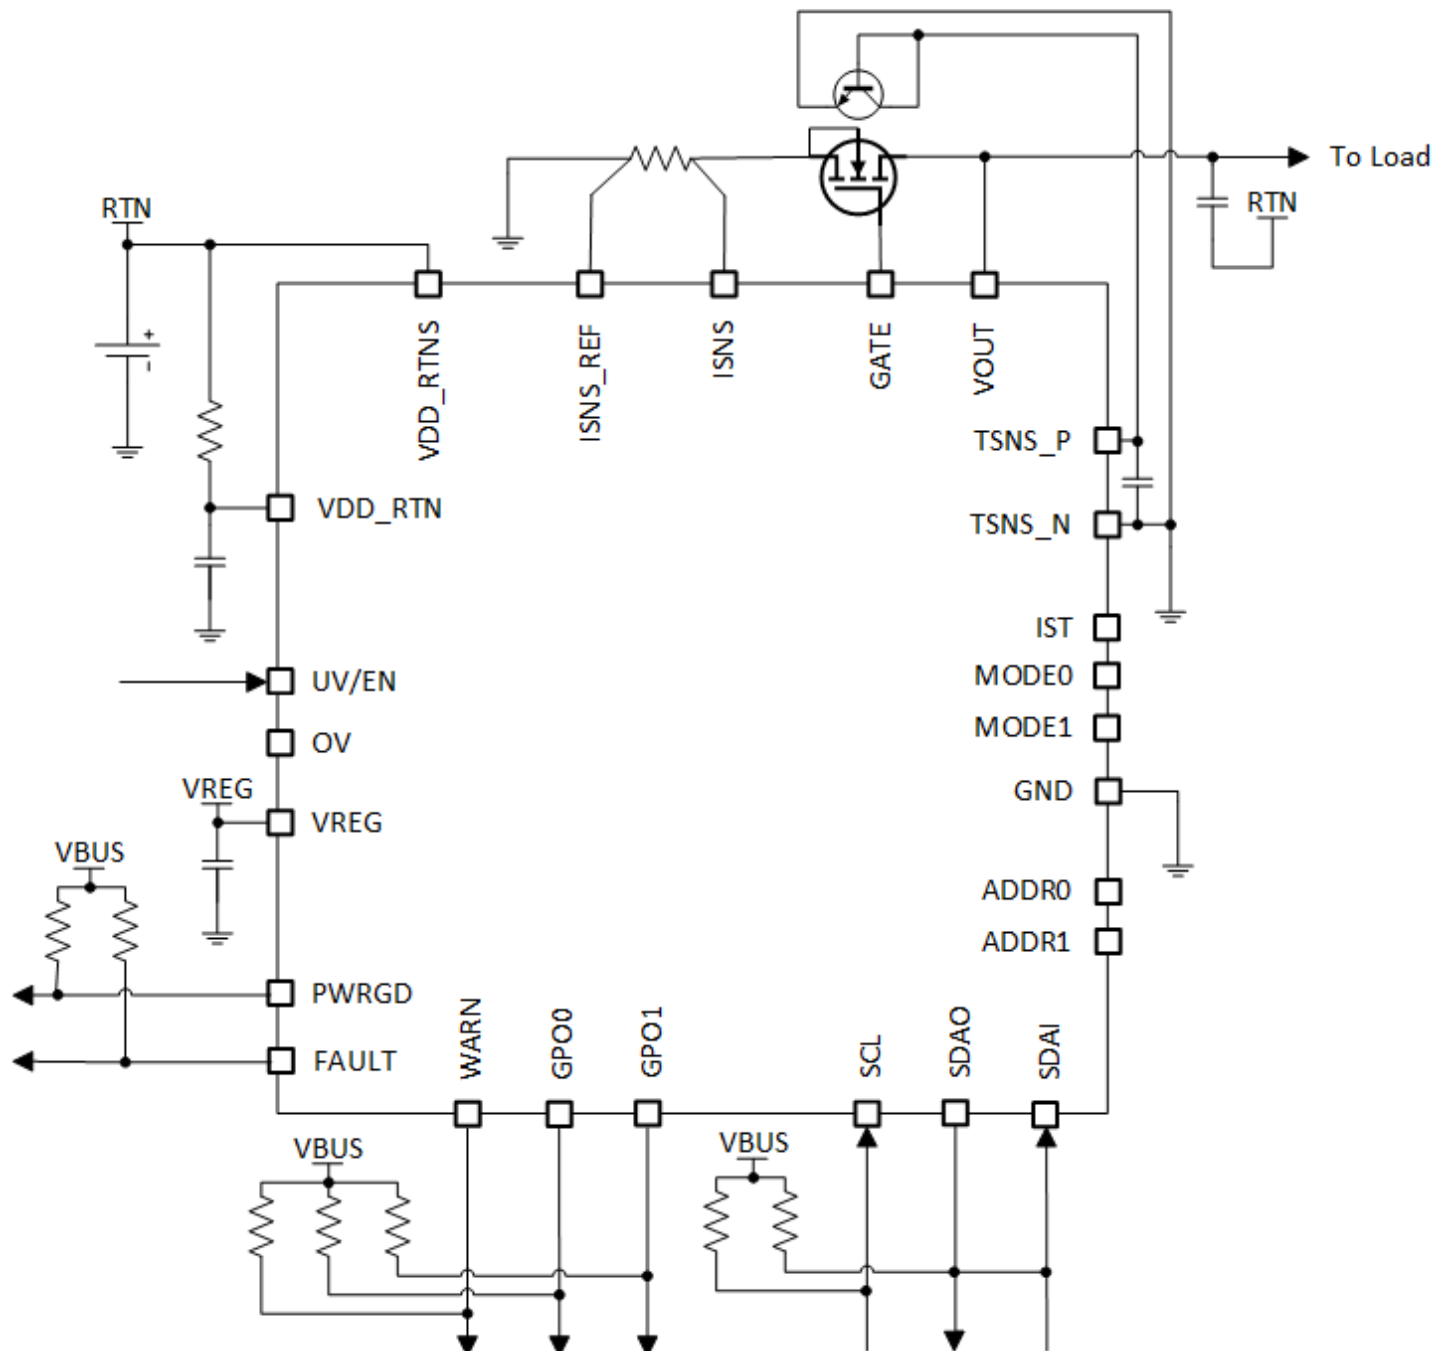 To Load
RTN
RTN
+
-
VDD_RTNS
ISNS_REF
ISNS
GATE
VOUT
TSNS_P
VDD_RTN
TSNS_N
IST
UV/EN
MODE0
OV
MODE1
VREG
GND
VREG
VBUS
ADDR0
ADDR1
PWRGD
FAULT
WARN
GPO0
GPO1
SCL
SDAO
SDAI
VBUS
VBUS